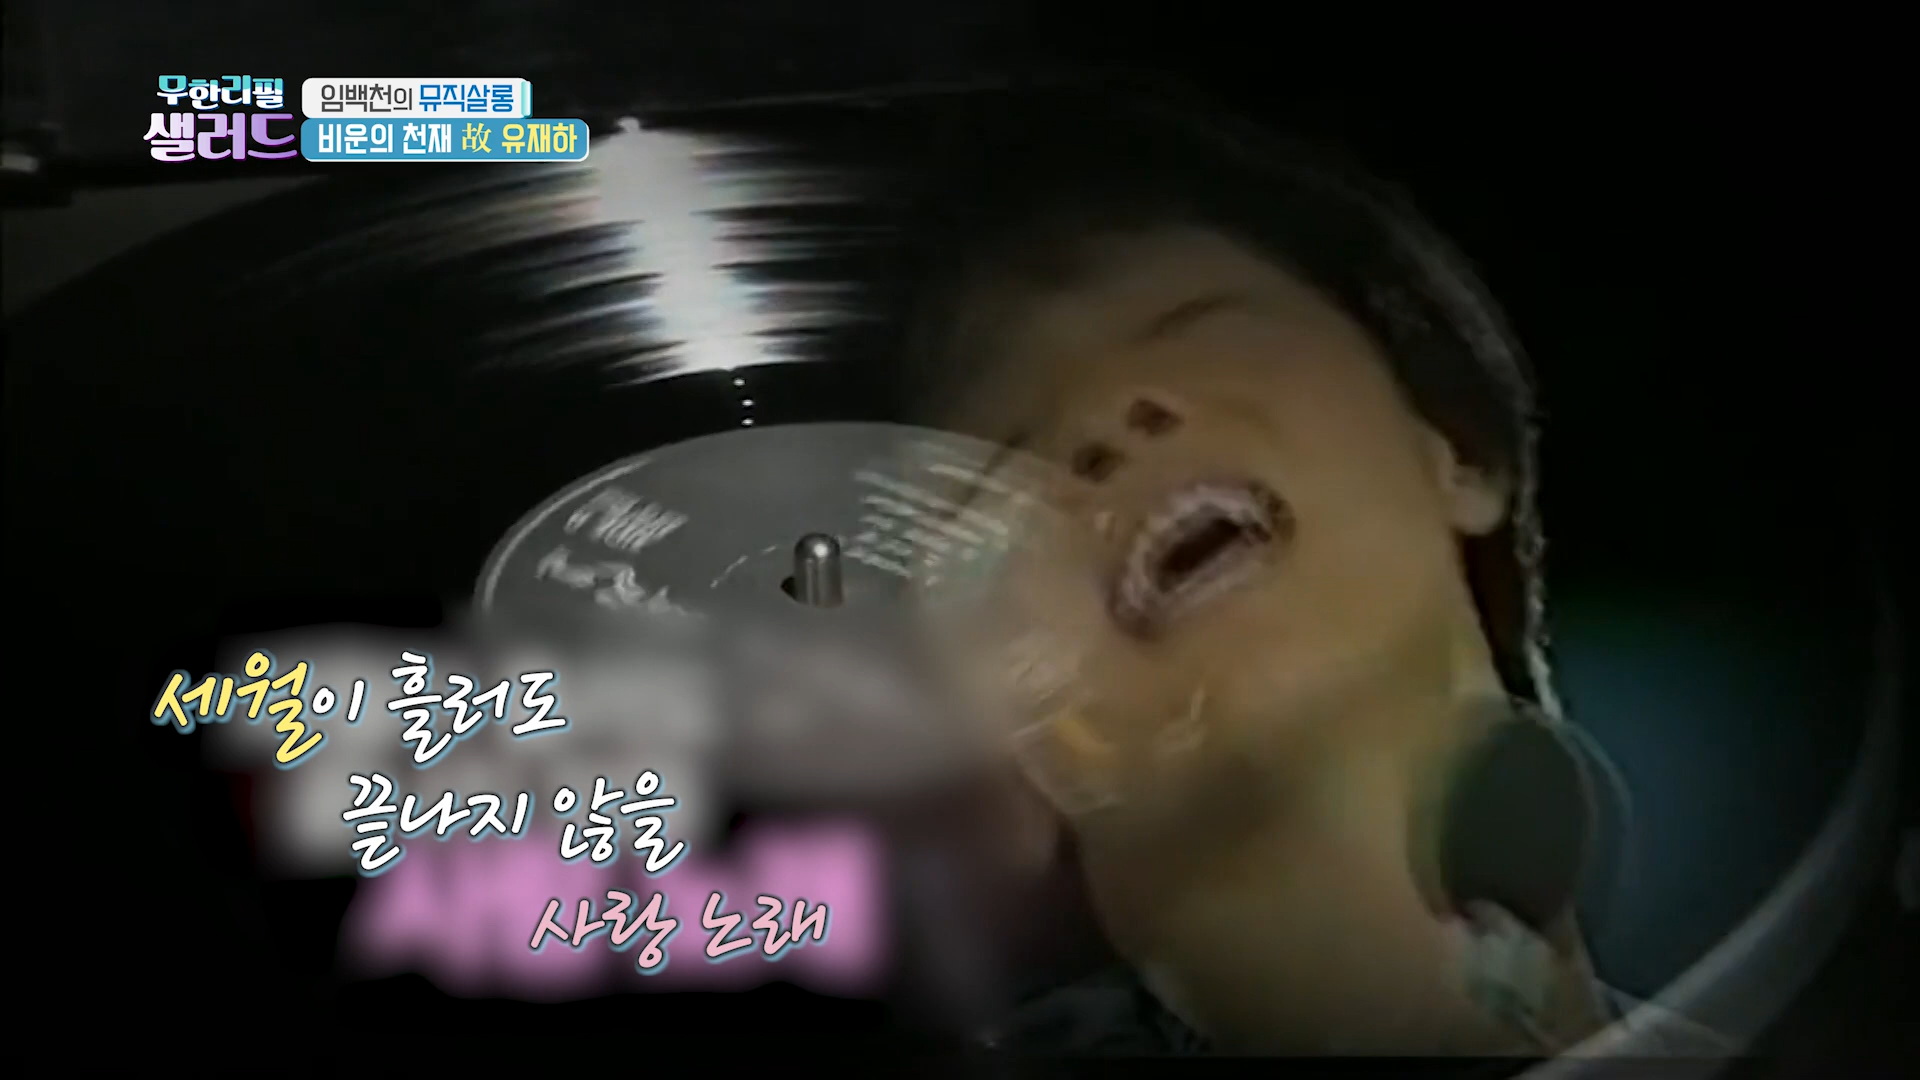 무한리필
샐러드
임백천의 뮤직살롱
비운의 천재 故 유재하
세월이 흘러도
끝나지 않을
사랑 노래